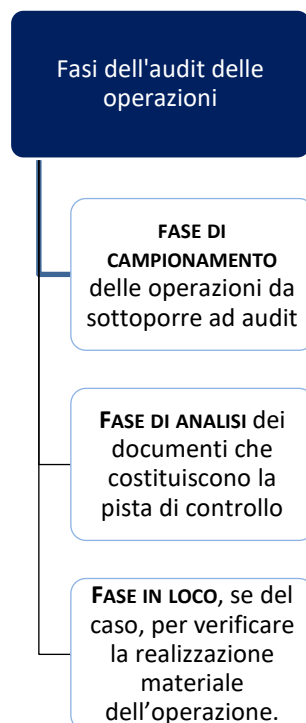 Fasi dell'audit delle
operazioni
FASE DI
CAMPIONAMENTO
delle operazioni da
sottoporre ad audit
FASE DI ANALISI dei
documenti che
costituiscono la
pista di controllo
FASE IN LOCO, se del
caso, per verificare
la realizzazione
materiale
dell’operazione.